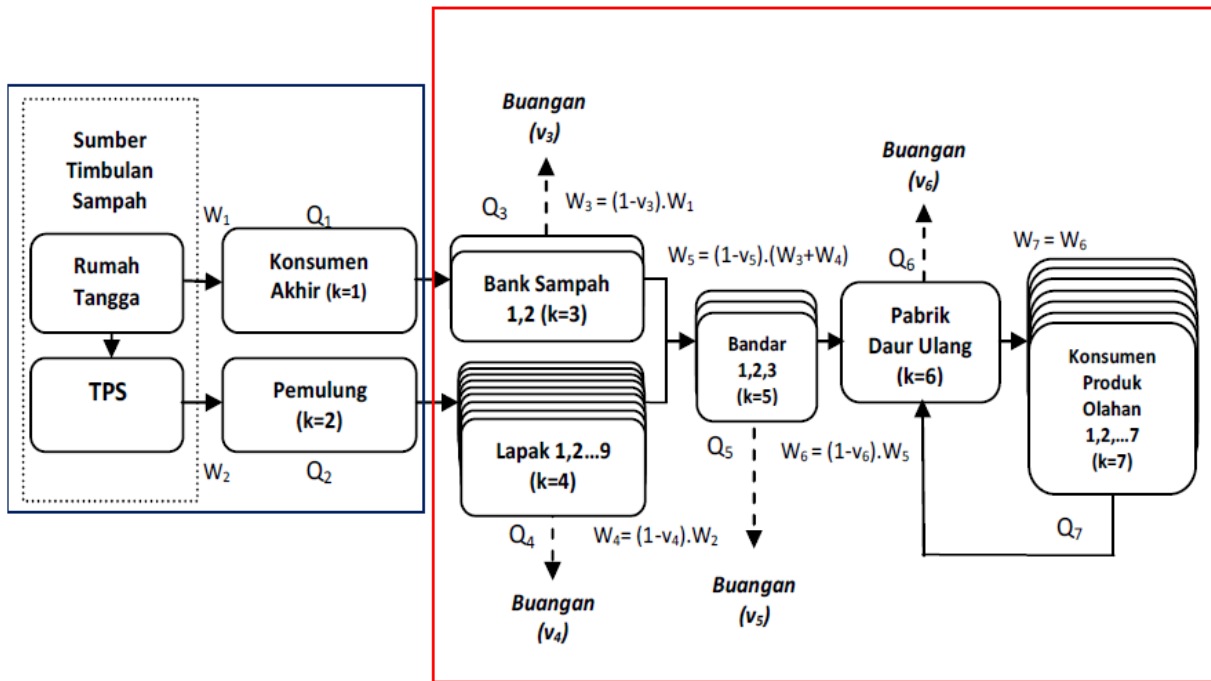 Sumber
Timbulan
Sampah
Rumah
Tangga
TPS
W₁
Q₁
Konsumen
Akhir (k=1)
Pemulung
(k=2)
W₂
Q₂
Buangan
(v₃)
Q₃
W₃ = (1-v₃).W₁
Bank Sampah
1,2 (k=3)
Lapak 1,2...9
(k=4)
Q₄
W₄= (1-v₄).W₂
Buangan
(v₄)
W₅ = (1-v₅).(W₃+W₄)
Bandar
1,2,3
(k=5)
Q₅
Buangan
(v₅)
W₆ = (1-v₆).W₅
Buangan
(v₆)
Q₆
Pabrik
Daur Ulang
(k=6)
W₇ = W₆
Konsumen
Produk
Olahan
1,2,...7
(k=7)
Q₇